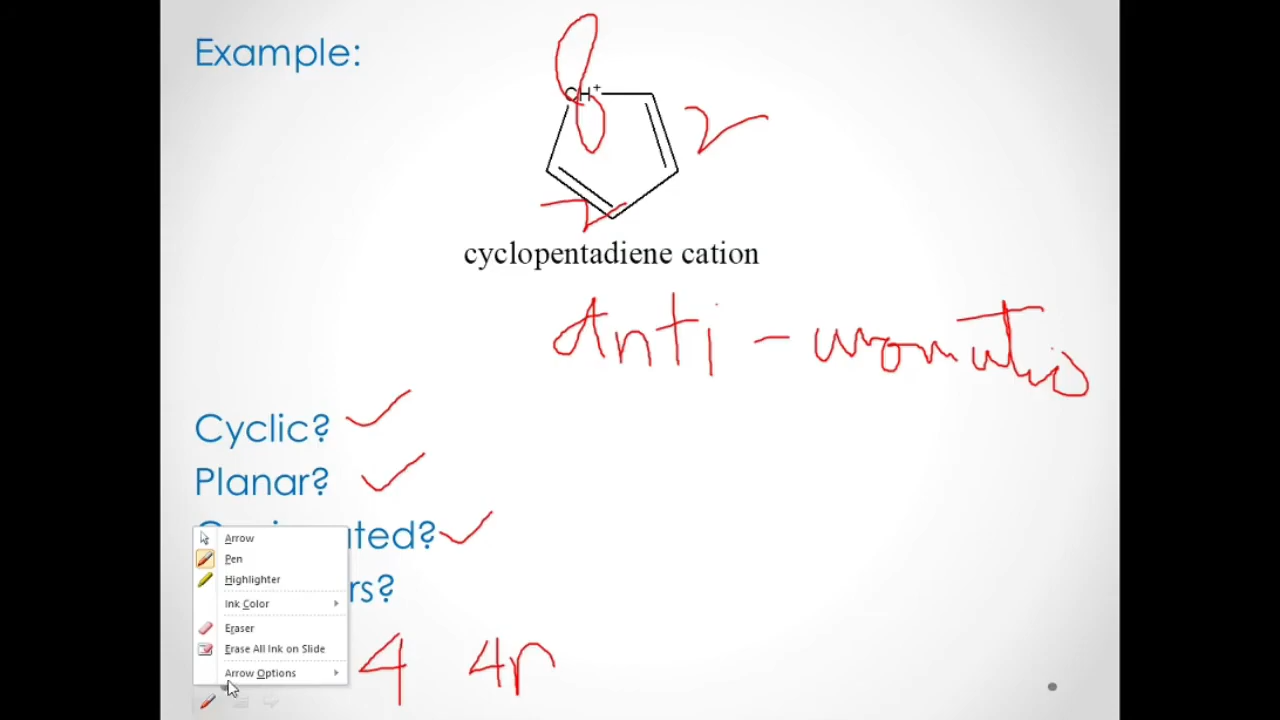 Example:
CH+
2
2
cyclopentadiene cation
Anti - aromatic
Cyclic?
Planar?
ated?
rs?
Arrow
Pen
Highlighter
Ink Color
Eraser
Erase All Ink on Slide
Arrow Options
4 4n